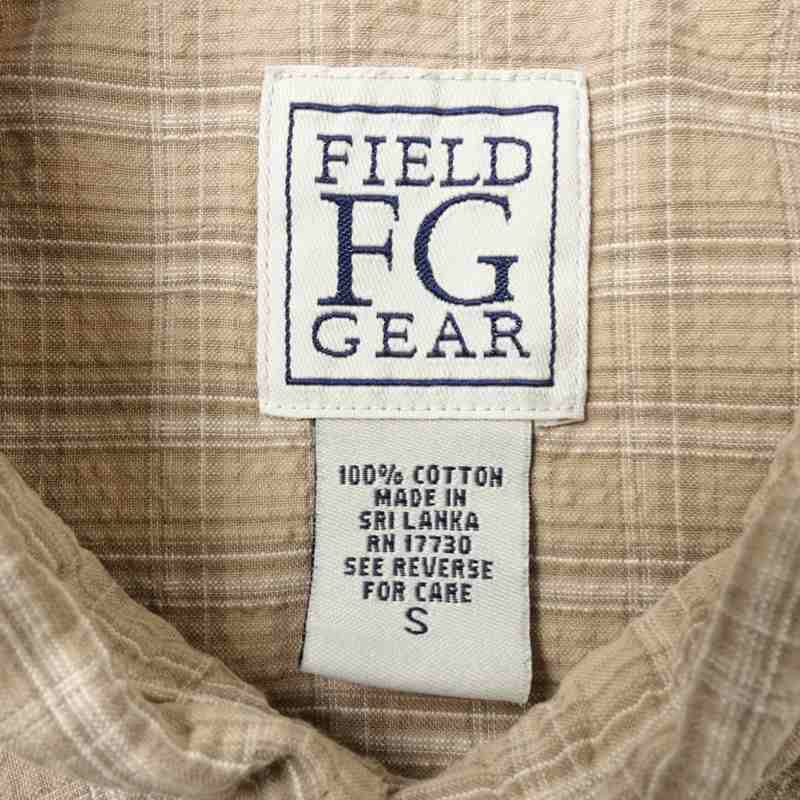 FIELD
FG
GEAR
100% COTTON
MADE IN
SRI LANKA
RN 17730
SEE REVERSE
FOR CARE
S